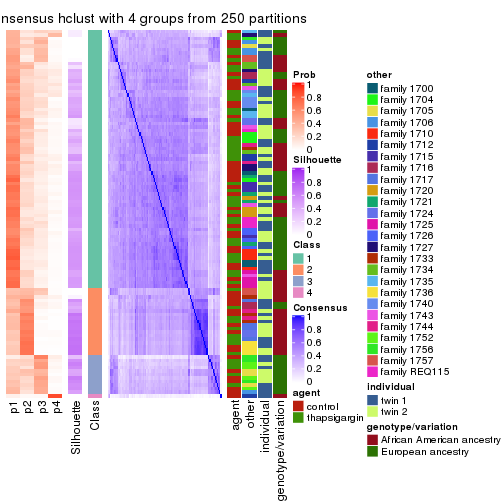 nsensus hclust with 4 groups from 250 partitions
p1
p2
p3
p4
Silhouette
Class
agent
other
individual
genotype/variation
Prob
1
0.8
0.6
0.4
0.2
0
Silhouette
1
0.8
0.6
0.4
0.2
0
Class
1
2
3
4
Consensus
1
0.8
0.6
0.4
0.2
0
agent
control
thapsigargin
other
family 1700
family 1704
family 1705
family 1706
family 1710
family 1712
family 1715
family 1716
family 1717
family 1720
family 1721
family 1724
family 1725
family 1726
family 1727
family 1733
family 1734
family 1735
family 1736
family 1740
family 1743
family 1744
family 1752
family 1756
family 1757
family REQ115
individual
twin 1
twin 2
genotype/variation
African American ancestry
European ancestry